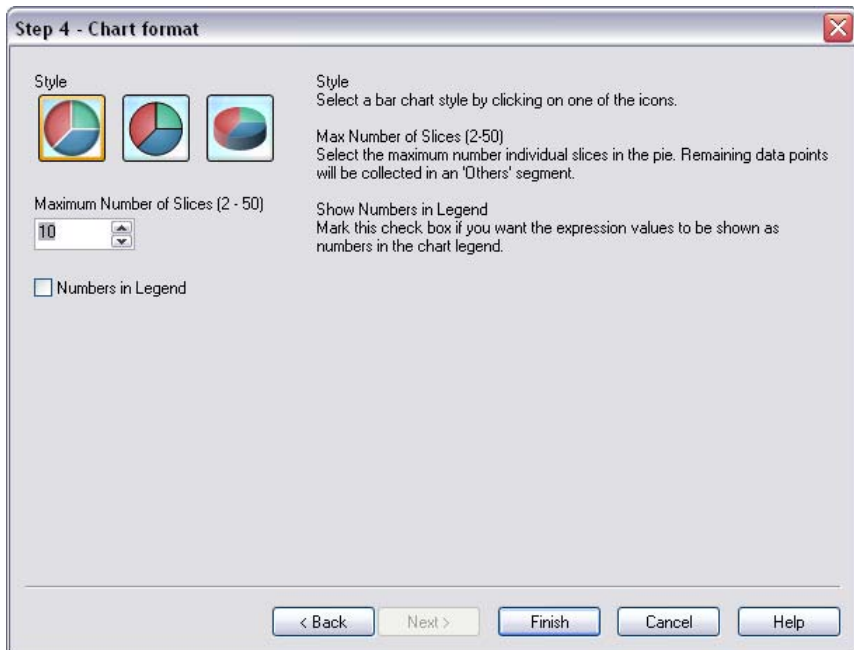 Step 4 - Chart format
Style
Maximum Number of Slices (2 - 50)
10
Numbers in Legend
Style
Select a bar chart style by clicking on one of the icons.
Max Number of Slices (2-50)
Select the maximum number individual slices in the pie. Remaining data points
will be collected in an 'Others' segment.
Show Numbers in Legend
Mark this check box if you want the expression values to be shown as
numbers in the chart legend.
< Back
Next >
Finish
Cancel
Help